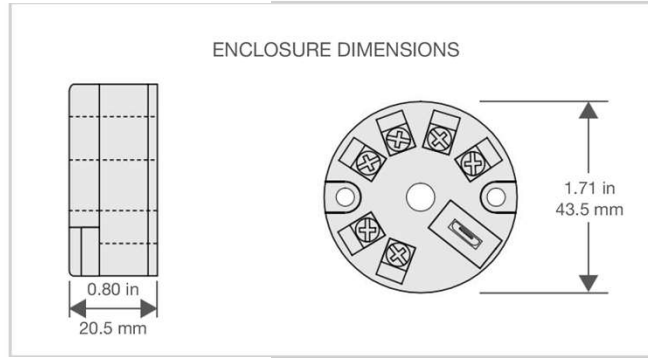 ENCLOSURE DIMENSIONS
1.71 in
43.5 mm
0.80 in
20.5 mm